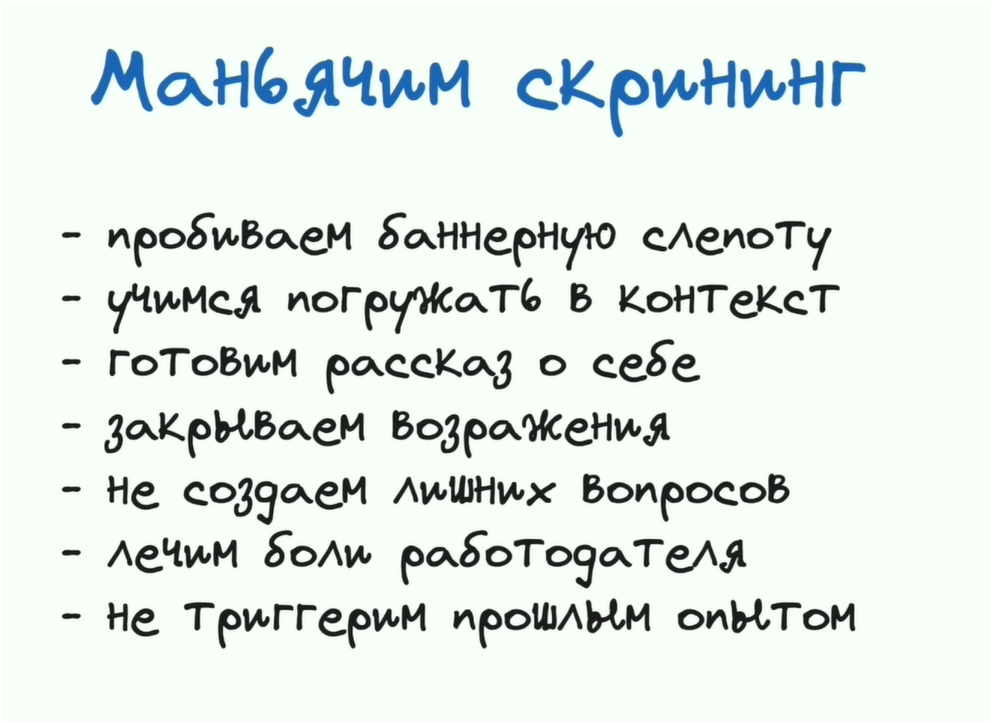 Маньячим скрининг
- пробиваем баннерную слепоту
- учимся погружать в контекст
- готовим рассказ о себе
- закрываем возражения
- не создаем лишних вопросов
- лечим боли работодателя
- не триггерим прошлым опытом